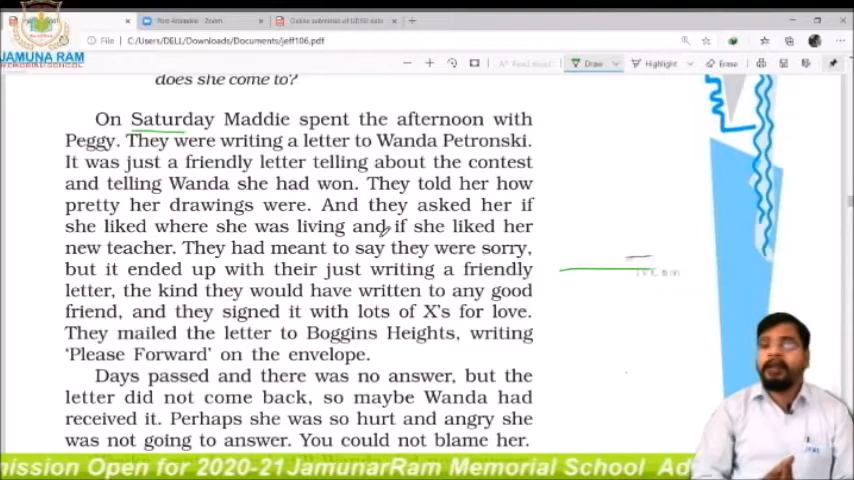 Post Attendee - Zoom
File
C:/Users/DELL/Downloads/Documents/jeff106.pdf
Draw
Highlight
Erase
JAMUNA RAM
MEMORIAL SCHOOL
does she come to?
On Saturday Maddie spent the afternoon with
Peggy. They were writing a letter to Wanda Petronski.
It was just a friendly letter telling about the contest
and telling Wanda she had won. They told her how
pretty her drawings were. And they asked her if
she liked where she was living and if she liked her
new teacher. They had meant to say they were sorry,
but it ended up with their just writing a friendly
letter, the kind they would have written to any good
friend, and they signed it with lots of X's for love.
They mailed the letter to Boggins Heights, writing
'Please Forward' on the envelope.
Days passed and there was no answer, but the
letter did not come back, so maybe Wanda had
received it. Perhaps she was so hurt and angry she
was not going to answer. You could not blame her.
mission Open for 2020-21JamunarRam Memorial School Ad